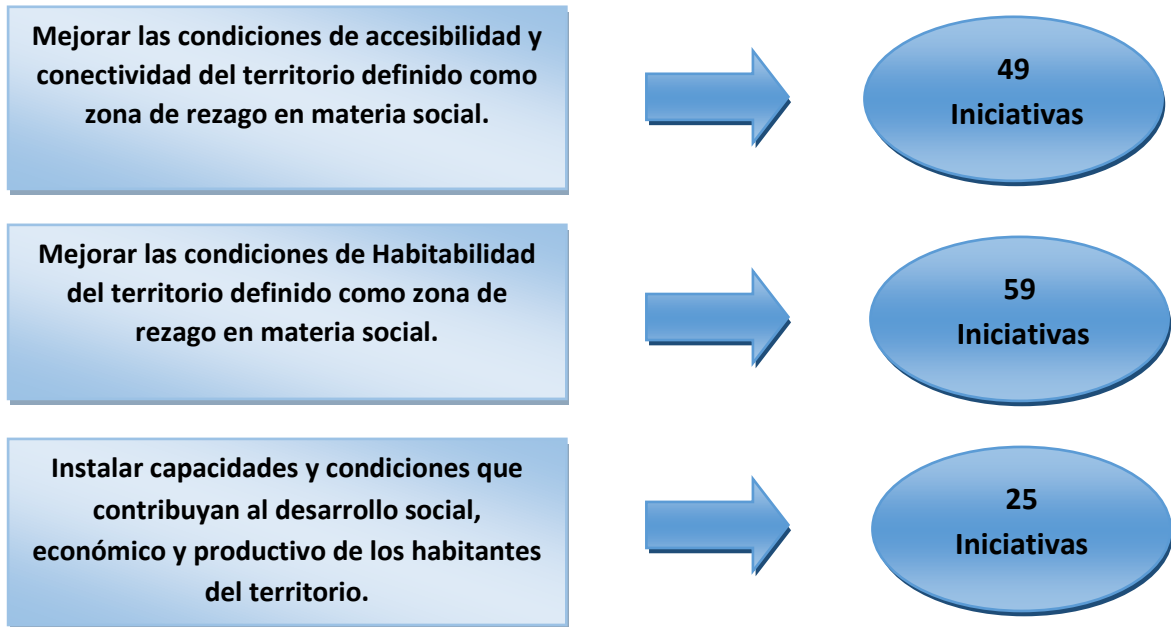 Mejorar las condiciones de accesibilidad y
conectividad del territorio definido como
zona de rezago en materia social.
49
Iniciativas
Mejorar las condiciones de Habitabilidad
del territorio definido como zona de
rezago en materia social.
59
Iniciativas
Instalar capacidades y condiciones que
contribuyan al desarrollo social,
económico y productivo de los habitantes
del territorio.
25
Iniciativas